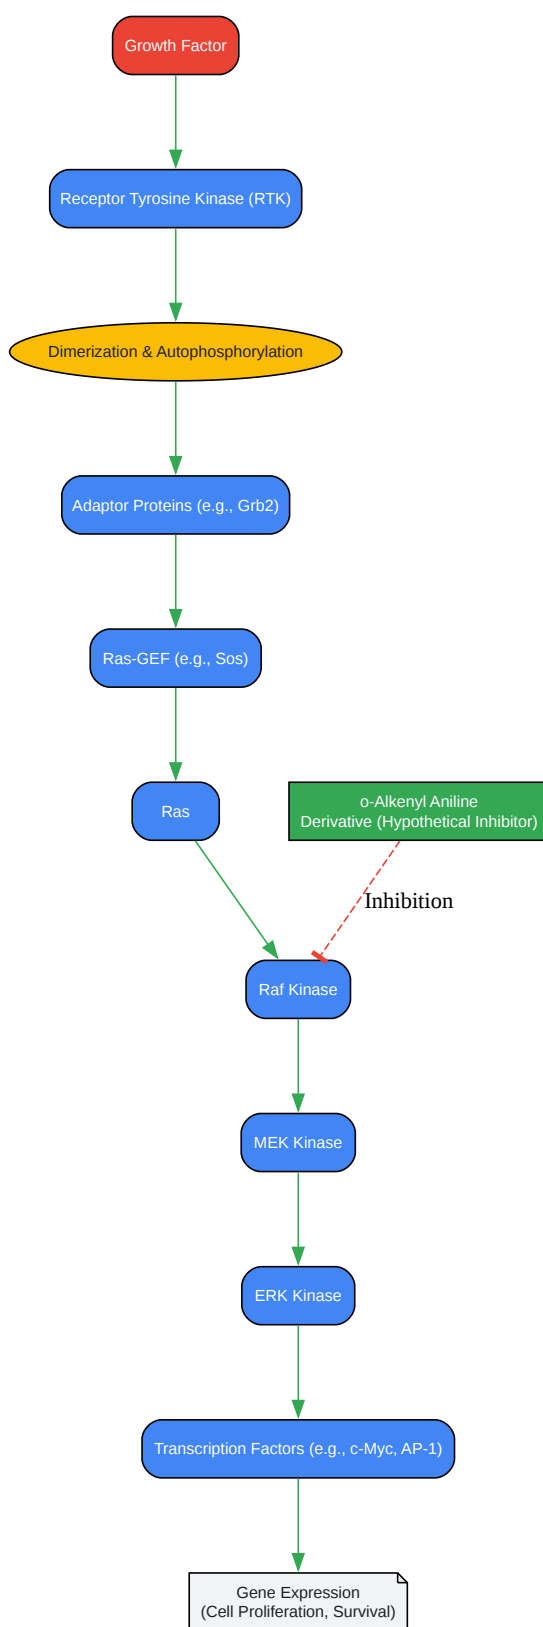 Growth Factor
Receptor Tyrosine Kinase (RTK)
Dimerization & Autophosphorylation
Adaptor Proteins (e.g., Grb2)
Ras-GEF (e.g., Sos)
Ras
o-Alkenyl Aniline
Derivative (Hypothetical Inhibitor)
Inhibition
Raf Kinase
MEK Kinase
ERK Kinase
Transcription Factors (e.g., c-Myc, AP-1)
Gene Expression
(Cell Proliferation, Survival)